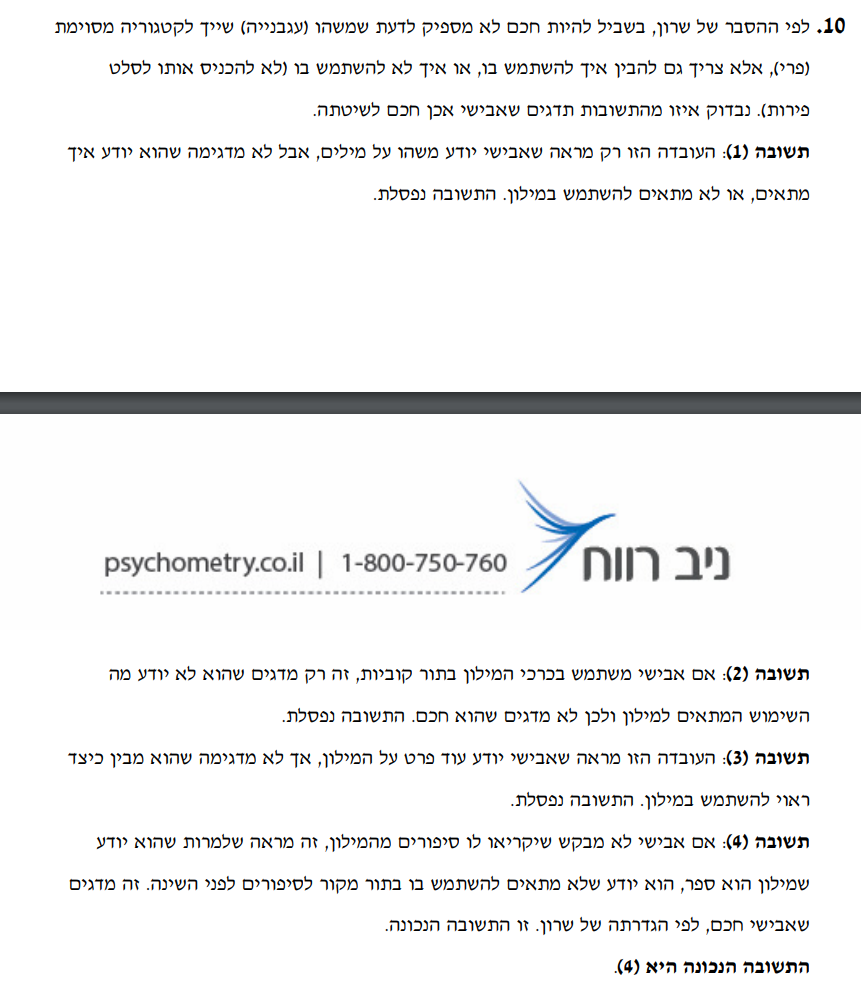 10. לפי ההסבר של שרון, בשביל להיות חכם לא מספיק לדעת שמשהו (עגבנייה) שייך לקטגוריה מסוימת
(פרי), אלא צריך גם להבין איך להשתמש בו, או איך לא להשתמש בו (לא להכניס אותו לסלט
פירות). נבדוק איזו מהתשובות תדגים שאבישי אכן חכם לשיטתה.
תשובה (1): העובדה הזו רק מראה שאבישי יודע משהו על מילים, אבל לא מדגימה שהוא יודע איך
מתאים, או לא מתאים להשתמש במילון. התשובה נפסלת.
ניב רווח
psychometry.co.il | 1-800-750-760
תשובה (2): אם אבישי משתמש בכרכי המילון בתור קוביות, זה רק מדגים שהוא לא יודע מה
השימוש המתאים למילון ולכן לא מדגים שהוא חכם. התשובה נפסלת.
תשובה (3): העובדה הזו מראה שאבישי יודע עוד פרט על המילון, אך לא מדגימה שהוא מבין כיצד
ראוי להשתמש במילון. התשובה נפסלת.
תשובה (4): אם אבישי לא מבקש שיקריאו לו סיפורים מהמילון, זה מראה שלמרות שהוא יודע
שמילון הוא ספר, הוא יודע שלא מתאים להשתמש בו בתור מקור לסיפורים לפני השינה. זה מדגים
שאבישי חכם, לפי הגדרתה של שרון. זו התשובה הנכונה.
התשובה הנכונה היא (4).